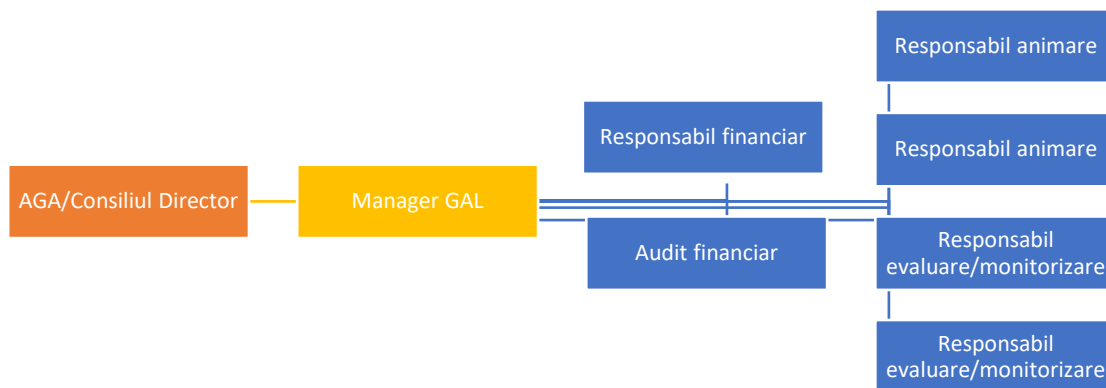 AGA/Consiliul Director
Manager GAL
Responsabil financiar
Audit financiar
Responsabil animare
Responsabil animare
Responsabil
evaluare/monitorizare
Responsabil
evaluare/monitorizare